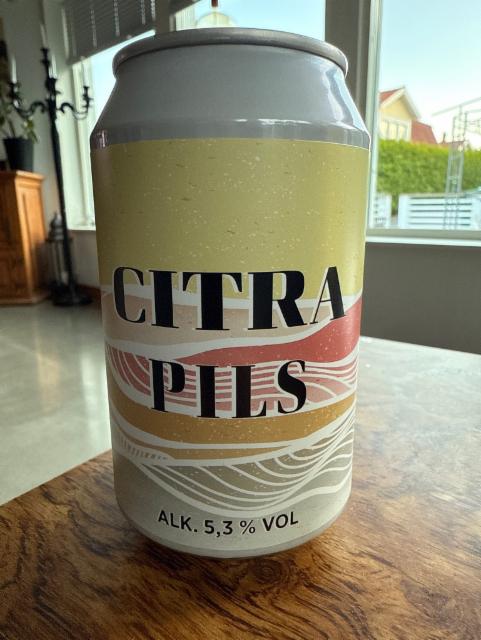 CITRA
PILS
ALK. 5,3 % VOL